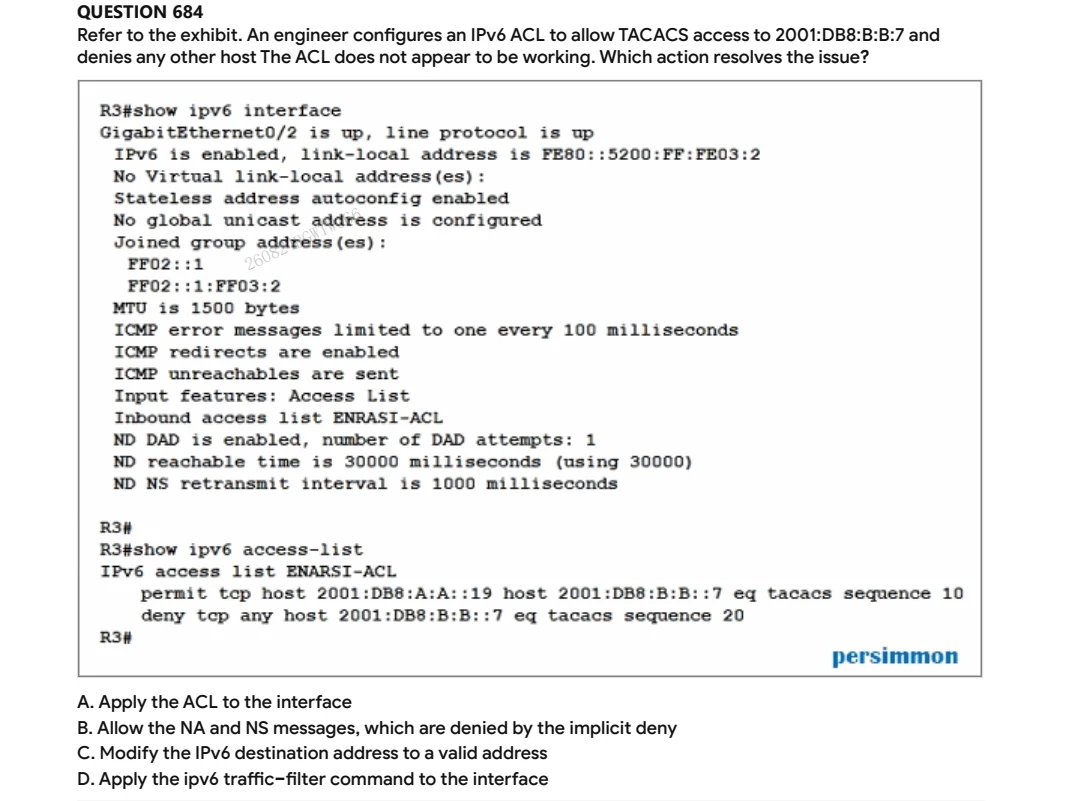 QUESTION 684
Refer to the exhibit. An engineer configures an IPv6 ACL to allow TACACS access to 2001:DB8:B:B:7 and
denies any other host The ACL does not appear to be working. Which action resolves the issue?
R3#show ipv6 interface
GigabitEthernet0/2 is up, line protocol is up
IPv6 is enabled, link-local address is FE80::5200:FF:FE03:2
No Virtual link-local address(es):
Stateless address autoconfig enabled
No global unicast address is configured
Joined group address(es):
FF02::1
FF02::1:FF03:2
MTU is 1500 bytes
ICMP error messages limited to one every 100 milliseconds
ICMP redirects are enabled
ICMP unreachables are sent
Input features: Access List
Inbound access list ENRASI-ACL
ND DAD is enabled, number of DAD attempts: 1
ND reachable time is 30000 milliseconds (using 30000)
ND NS retransmit interval is 1000 milliseconds
R3#
R3#show ipv6 access-list
IPv6 access list ENARSI-ACL
permit tcp host 2001:DB8:A:A::19 host 2001:DB8:B:B::7 eq tacacs sequence 10
deny tcp any host 2001:DB8:B:B::7 eq tacacs sequence 20
R3#
persimmon
A. Apply the ACL to the interface
B. Allow the NA and NS messages, which are denied by the implicit deny
C. Modify the IPv6 destination address to a valid address
D. Apply the ipv6 traffic-filter command to the interface